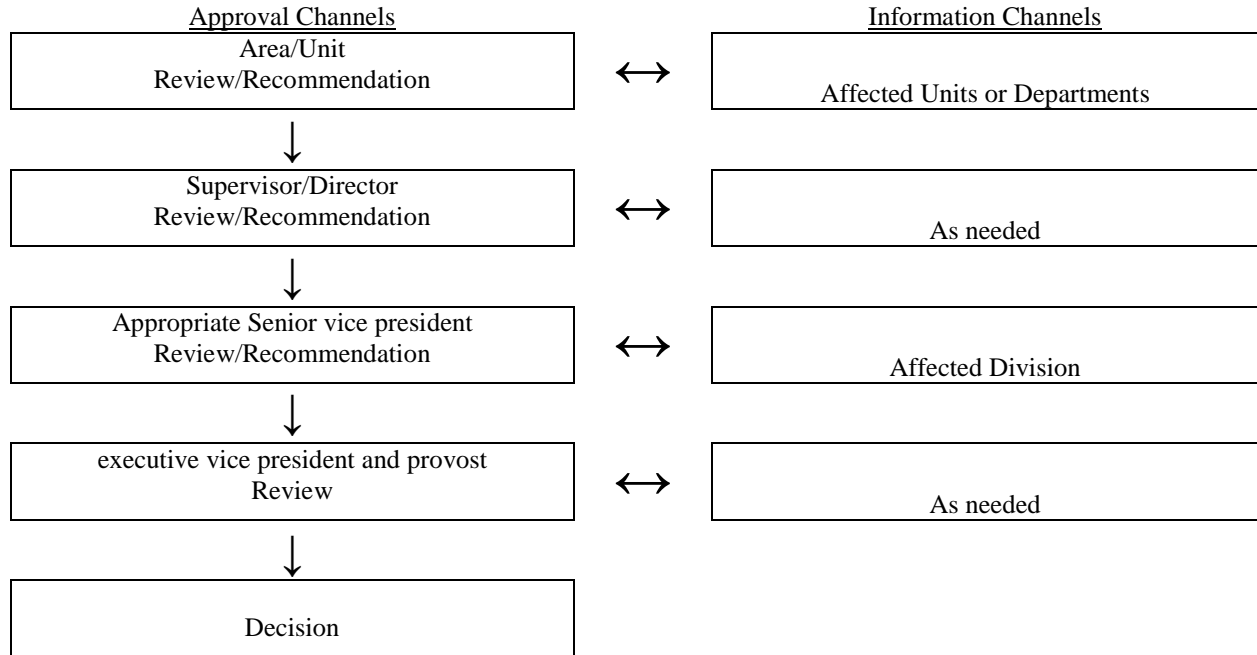 Approval Channels
Information Channels
Area/Unit
Review/Recommendation
Affected Units or Departments
Supervisor/Director
Review/Recommendation
As needed
Appropriate Senior vice president
Review/Recommendation
Affected Division
executive vice president and provost
Review
As needed
Decision